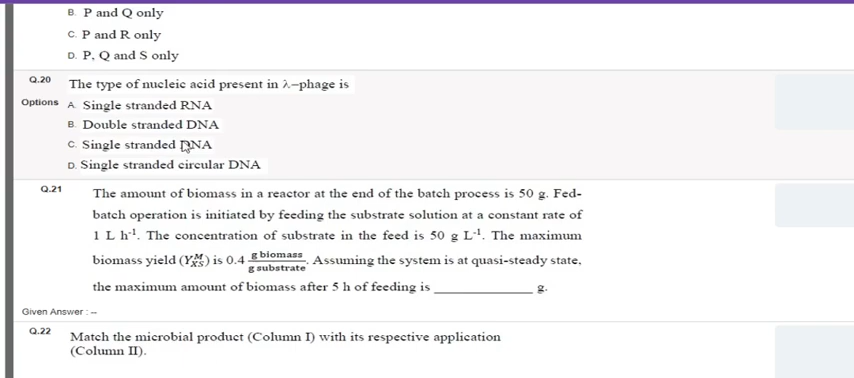 B. P and Q only
C. P and R only
D. P, Q and S only
Q.20 The type of nucleic acid present in λ–phage is
Options A. Single stranded RNA
B. Double stranded DNA
C. Single stranded DNA
D. Single stranded circular DNA
Q.21 The amount of biomass in a reactor at the end of the batch process is 50 g. Fed-
batch operation is initiated by feeding the substrate solution at a constant rate of
1 L h⁻¹. The concentration of substrate in the feed is 50 g L⁻¹. The maximum
biomass yield (Y_{XS}^{M}) is 0.4 g biomass/g substrate. Assuming the system is at quasi-steady state,
the maximum amount of biomass after 5 h of feeding is ____________ g.
Given Answer : --
Q.22 Match the microbial product (Column I) with its respective application
(Column II).